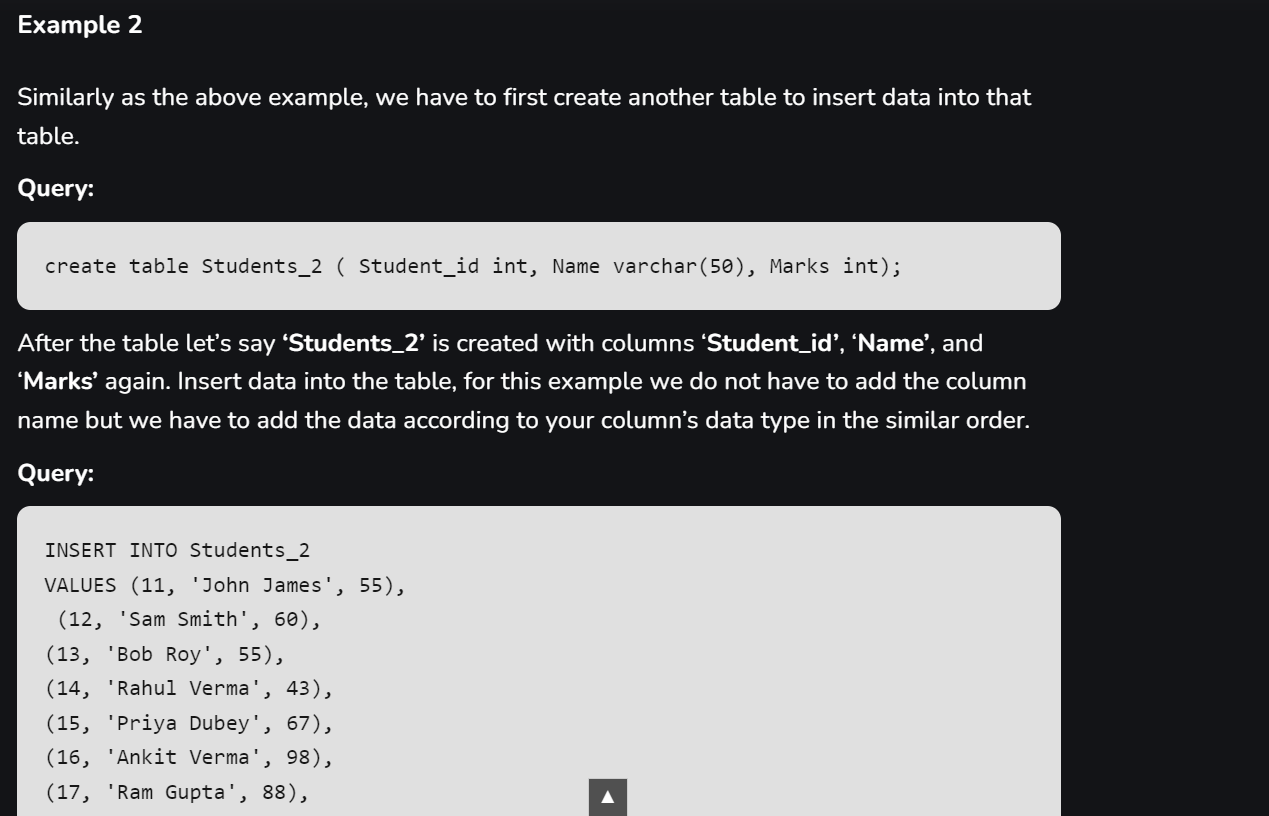 Example 2
Similarly as the above example, we have to first create another table to insert data into that
table.
Query:
create table Students_2 ( Student_id int, Name varchar(50), Marks int);
After the table let’s say ‘Students_2’ is created with columns ‘Student_id’, ‘Name’, and
‘Marks’ again. Insert data into the table, for this example we do not have to add the column
name but we have to add the data according to your column’s data type in the similar order.
Query:
INSERT INTO Students_2
VALUES (11, 'John James', 55),
(12, 'Sam Smith', 60),
(13, 'Bob Roy', 55),
(14, 'Rahul Verma', 43),
(15, 'Priya Dubey', 67),
(16, 'Ankit Verma', 98),
(17, 'Ram Gupta', 88),